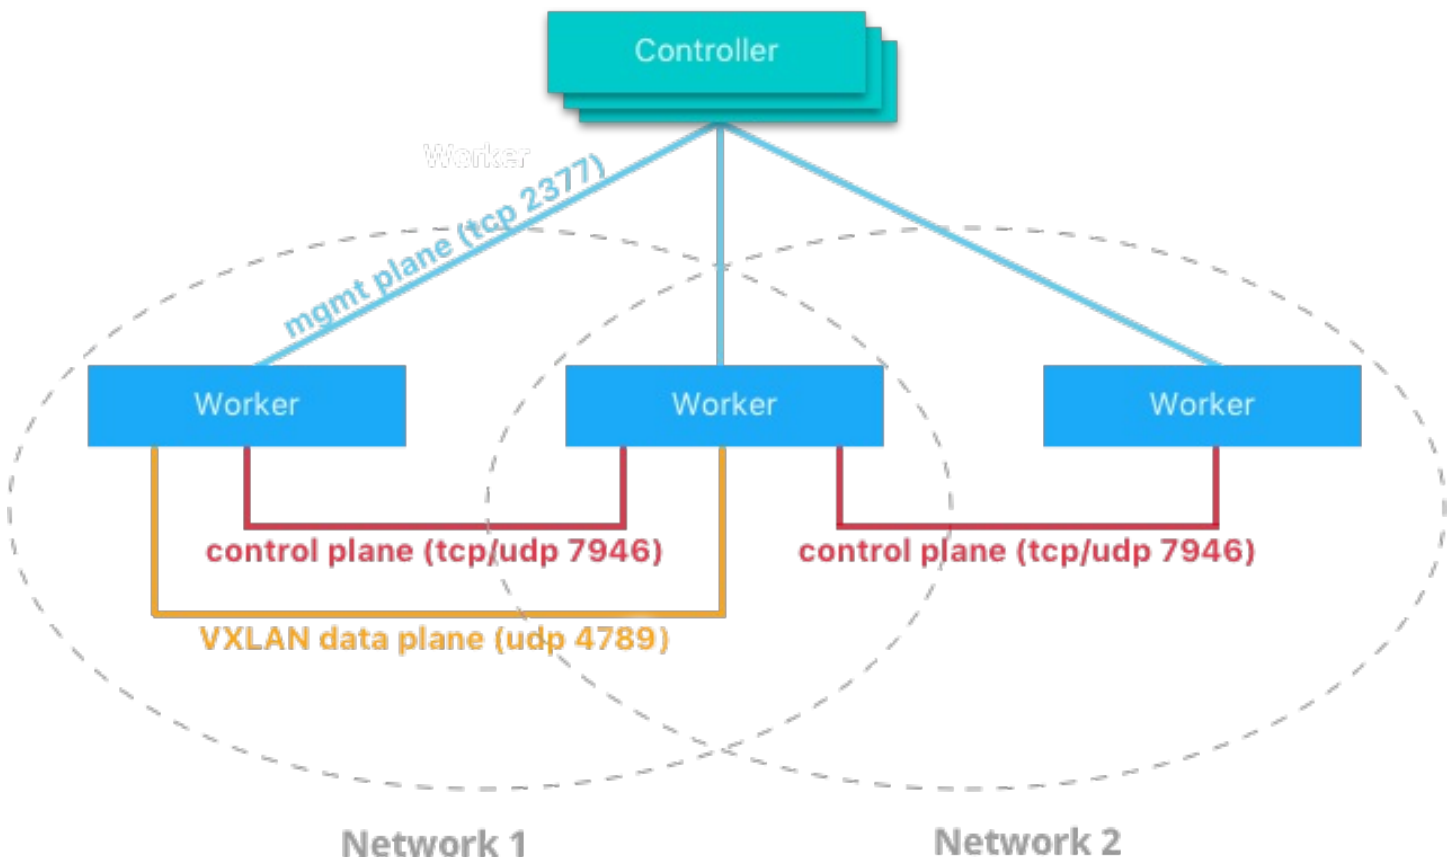 Controller
Worker
mgmt plane (tcp 2377)
Worker
Worker
Worker
control plane (tcp/udp 7946)
control plane (tcp/udp 7946)
VXLAN data plane (udp 4789)
Network 1
Network 2